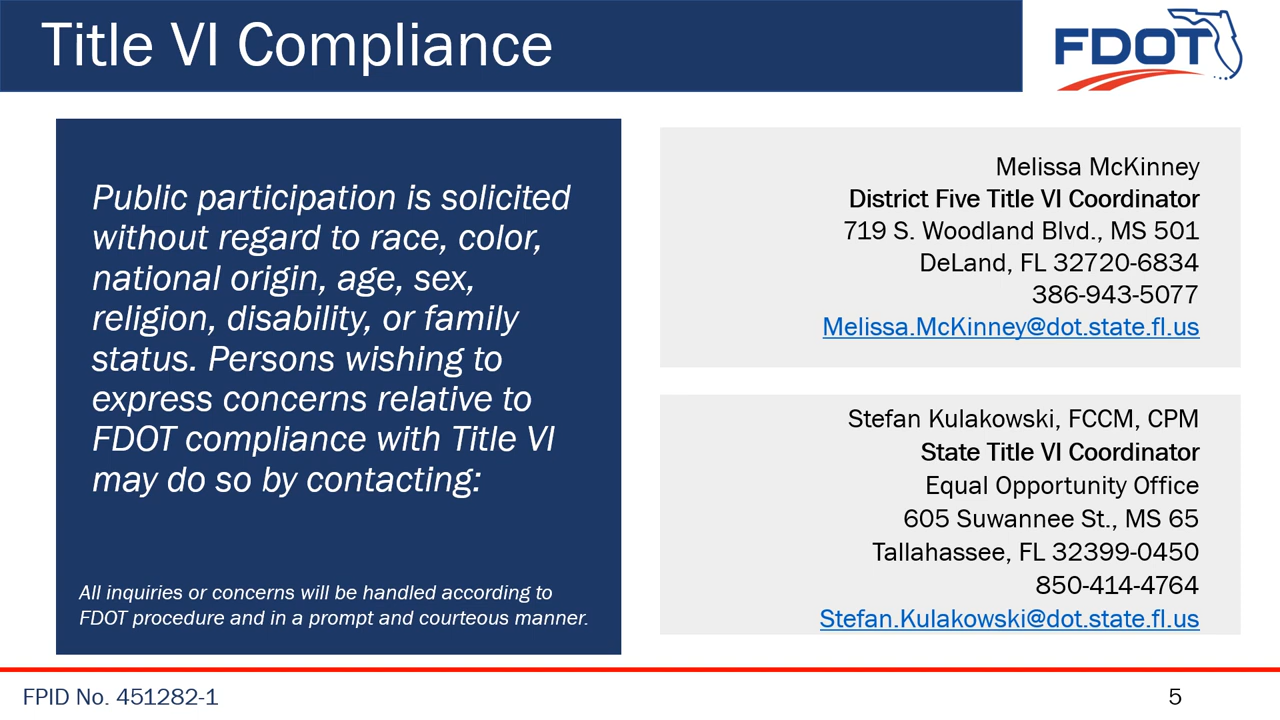 Title VI Compliance
FDOT
Public participation is solicited
without regard to race, color,
national origin, age, sex,
religion, disability, or family
status. Persons wishing to
express concerns relative to
FDOT compliance with Title VI
may do so by contacting:
All inquiries or concerns will be handled according to
FDOT procedure and in a prompt and courteous manner.
Melissa McKinney
District Five Title VI Coordinator
719 S. Woodland Blvd., MS 501
DeLand, FL 32720-6834
386-943-5077
Melissa.McKinney@dot.state.fl.us
Stefan Kulakowski, FCCM, CPM
State Title VI Coordinator
Equal Opportunity Office
605 Suwannee St., MS 65
Tallahassee, FL 32399-0450
850-414-4764
Stefan.Kulakowski@dot.state.fl.us
FPID No. 451282-1
5